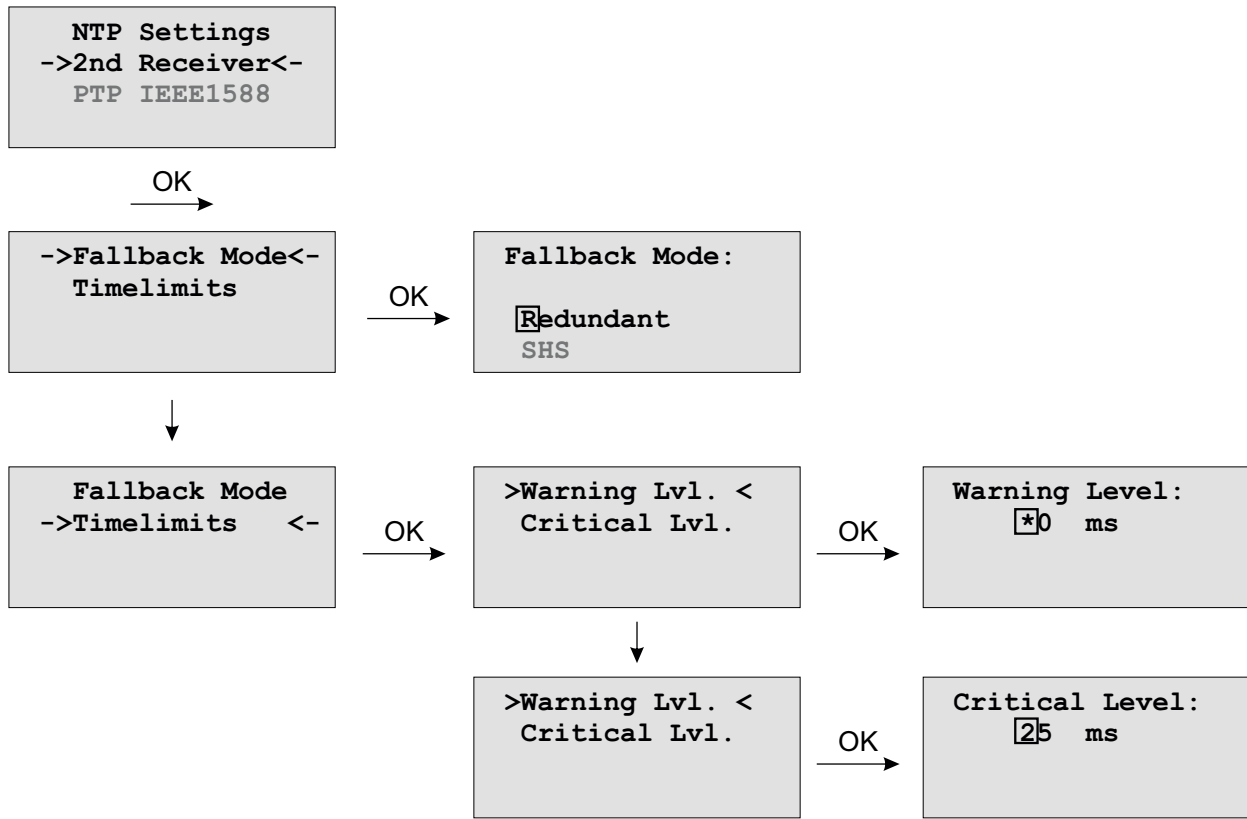 NTP Settings
->2nd Receiver<-
PTP IEEE1588
OK
->Fallback Mode<-
Timelimits
OK
Fallback Mode:
Redundant
SHS
Fallback Mode
->Timelimits <-
OK
>Warning Lvl. <
Critical Lvl.
OK
Warning Level:
*0 ms
>Warning Lvl. <
Critical Lvl.
OK
Critical Level:
25 ms